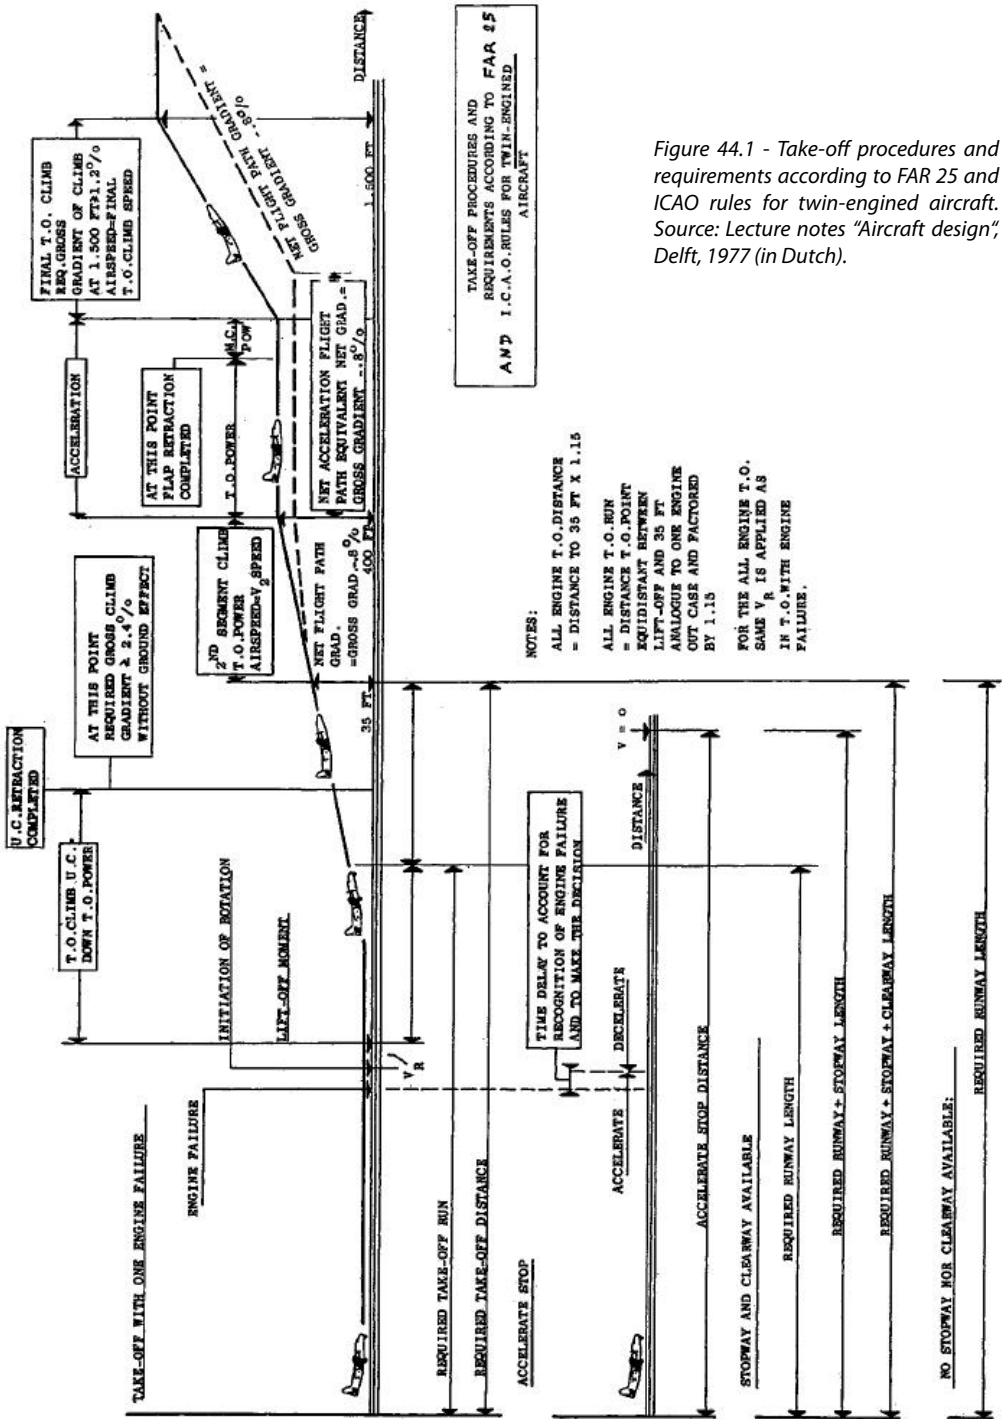 TAKE-OFF WITH ONE ENGINE FAILURE
ENGINE FAILURE
INITIATION OF ROTATION
LIFT-OFF MOMENT
V R
T.O.CLIMB U.C.
DOWN T.O.POWER
U.C.RETRACTION
COMPLETED
AT THIS POINT
REQUIRED GROSS CLIMB
GRADIENT ≥ 2.4%
WITHOUT GROUND EFFECT
2ND SEGMENT CLIMB
T.O.POWER
AIRSPEED=V2SPEED
NET FLIGHT PATH
GRAD.
=GROSS GRAD.-.8%
35 FT
400 FT
ACCELERATION
AT THIS POINT
FLAP RETRACTION
COMPLETED
T.O.POWER
M.C.
POW
NET ACCELERATION FLIGHT
PATH EQUIVALENT NET GRAD.=
GROSS GRADIENT -.8%
FINAL T.O. CLIMB
REQ.GROSS
GRADIENT OF CLIMB
AT 1.500 FT≥1.2%
AIRSPEED=FINAL
T.O.CLIMB SPEED
NET FLIGHT PATH GRADIENT =
GROSS GRADIENT -.8%
1.500 FT
DISTANCE
REQUIRED TAKE-OFF RUN
REQUIRED TAKE-OFF DISTANCE
ACCELERATE STOP
TIME DELAY TO ACCOUNT FOR
RECOGNITION OF ENGINE FAILURE
AND TO MAKE THE DECISION
ACCELERATE
DECELERATE
DISTANCE
V = 0
ACCELERATE STOP DISTANCE
STOPWAY AND CLEARWAY AVAILABLE
REQUIRED RUNWAY LENGTH
REQUIRED RUNWAY + STOPWAY LENGTH
REQUIRED RUNWAY + STOPWAY + CLEARWAY LENGTH
NO STOPWAY NOR CLEARWAY AVAILABLE:
REQUIRED RUNWAY LENGTH
NOTES:
ALL ENGINE T.O.DISTANCE
= DISTANCE TO 35 FT X 1.15
ALL ENGINE T.O.RUN
= DISTANCE T.O.POINT
EQUIDISTANT BETWEEN
LIFT-OFF AND 35 FT
ANALOGUE TO ONE ENGINE
OUT CASE AND FACTORED
BY 1.15
FOR THE ALL ENGINE T.O.
SAME VR IS APPLIED AS
IN T.O.WITH ENGINE
FAILURE.
TAKE-OFF PROCEDURES AND
REQUIREMENTS ACCORDING TO FAR 25
AND I.C.A.O.RULES FOR TWIN-ENGINED
AIRCRAFT
Figure 44.1 - Take-off procedures and
requirements according to FAR 25 and
ICAO rules for twin-engined aircraft.
Source: Lecture notes “Aircraft design“,
Delft, 1977 (in Dutch).